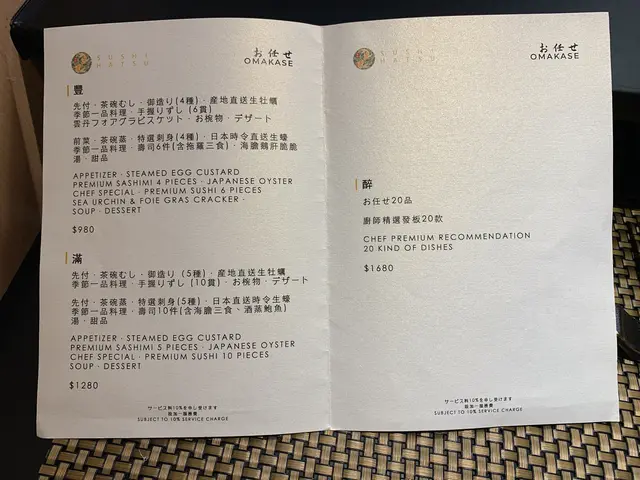 SUSHI
HATSU
お任せ
OMAKASE
豐
先付・茶碗むし・御造り(4種)・産地直送生牡蠣
季節一品料理・手握りずし (6貫)
雲丹フォアグラビスケット・お椀物・デザート
前菜・茶碗蒸・特選刺身(4種)・日本時令直送生蠔
季節一品料理・壽司6件(含拖羅三食)・海膽鵝肝脆脆
湯・甜品
APPETIZER · STEAMED EGG CUSTARD
PREMIUM SASHIMI 4 PIECES · JAPANESE OYSTER
CHEF SPECIAL · PREMIUM SUSHI 6 PIECES
SEA URCHIN & FOIE GRAS CRACKER ·
SOUP · DESSERT
$980
滿
先付・茶碗むし・御造り (5種)・産地直送生牡蠣
季節一品料理・手握りずし (10貫)・お椀物・デザート
先付・茶碗蒸・特選刺身(5種)・日本直送時令生蠔
季節一品料理・壽司10件(含海膽三食、酒蒸鮑魚)
湯・甜品
APPETIZER · STEAMED EGG CUSTARD
PREMIUM SASHIMI 5 PIECES · JAPANESE OYSTER
CHEF SPECIAL · PREMIUM SUSHI 10 PIECES
SOUP · DESSERT
$1280
サービス料10%を申し受けます
設加一服務費
SUBJECT TO 10% SERVICE CHARGE
SUSHI
HATSU
お任せ
OMAKASE
醉
お任せ20品
廚師精選發板20款
CHEF PREMIUM RECOMMENDATION
20 KIND OF DISHES
$1680
サービス料10%を申し受けます
設加一服務費
SUBJECT TO 10% SERVICE CHARGE